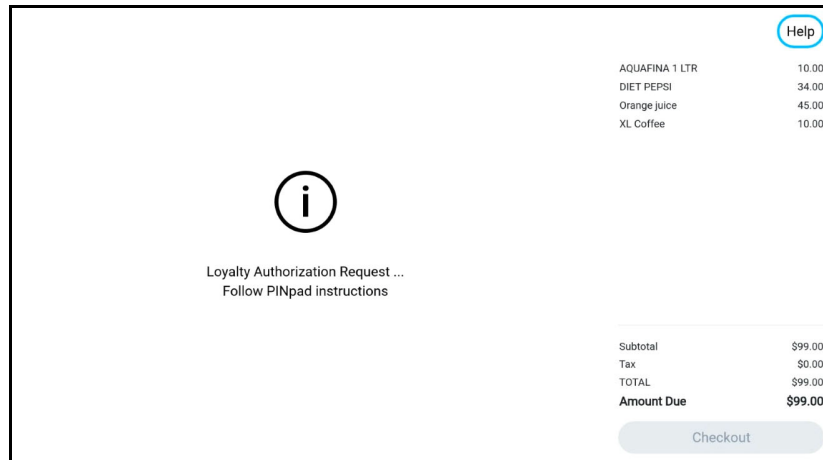 Help
AQUAFINA 1 LTR 10.00
DIET PEPSI 34.00
Orange juice 45.00
XL Coffee 10.00
i
Loyalty Authorization Request ...
Follow PINpad instructions
Subtotal $99.00
Tax $0.00
TOTAL $99.00
Amount Due $99.00
Checkout